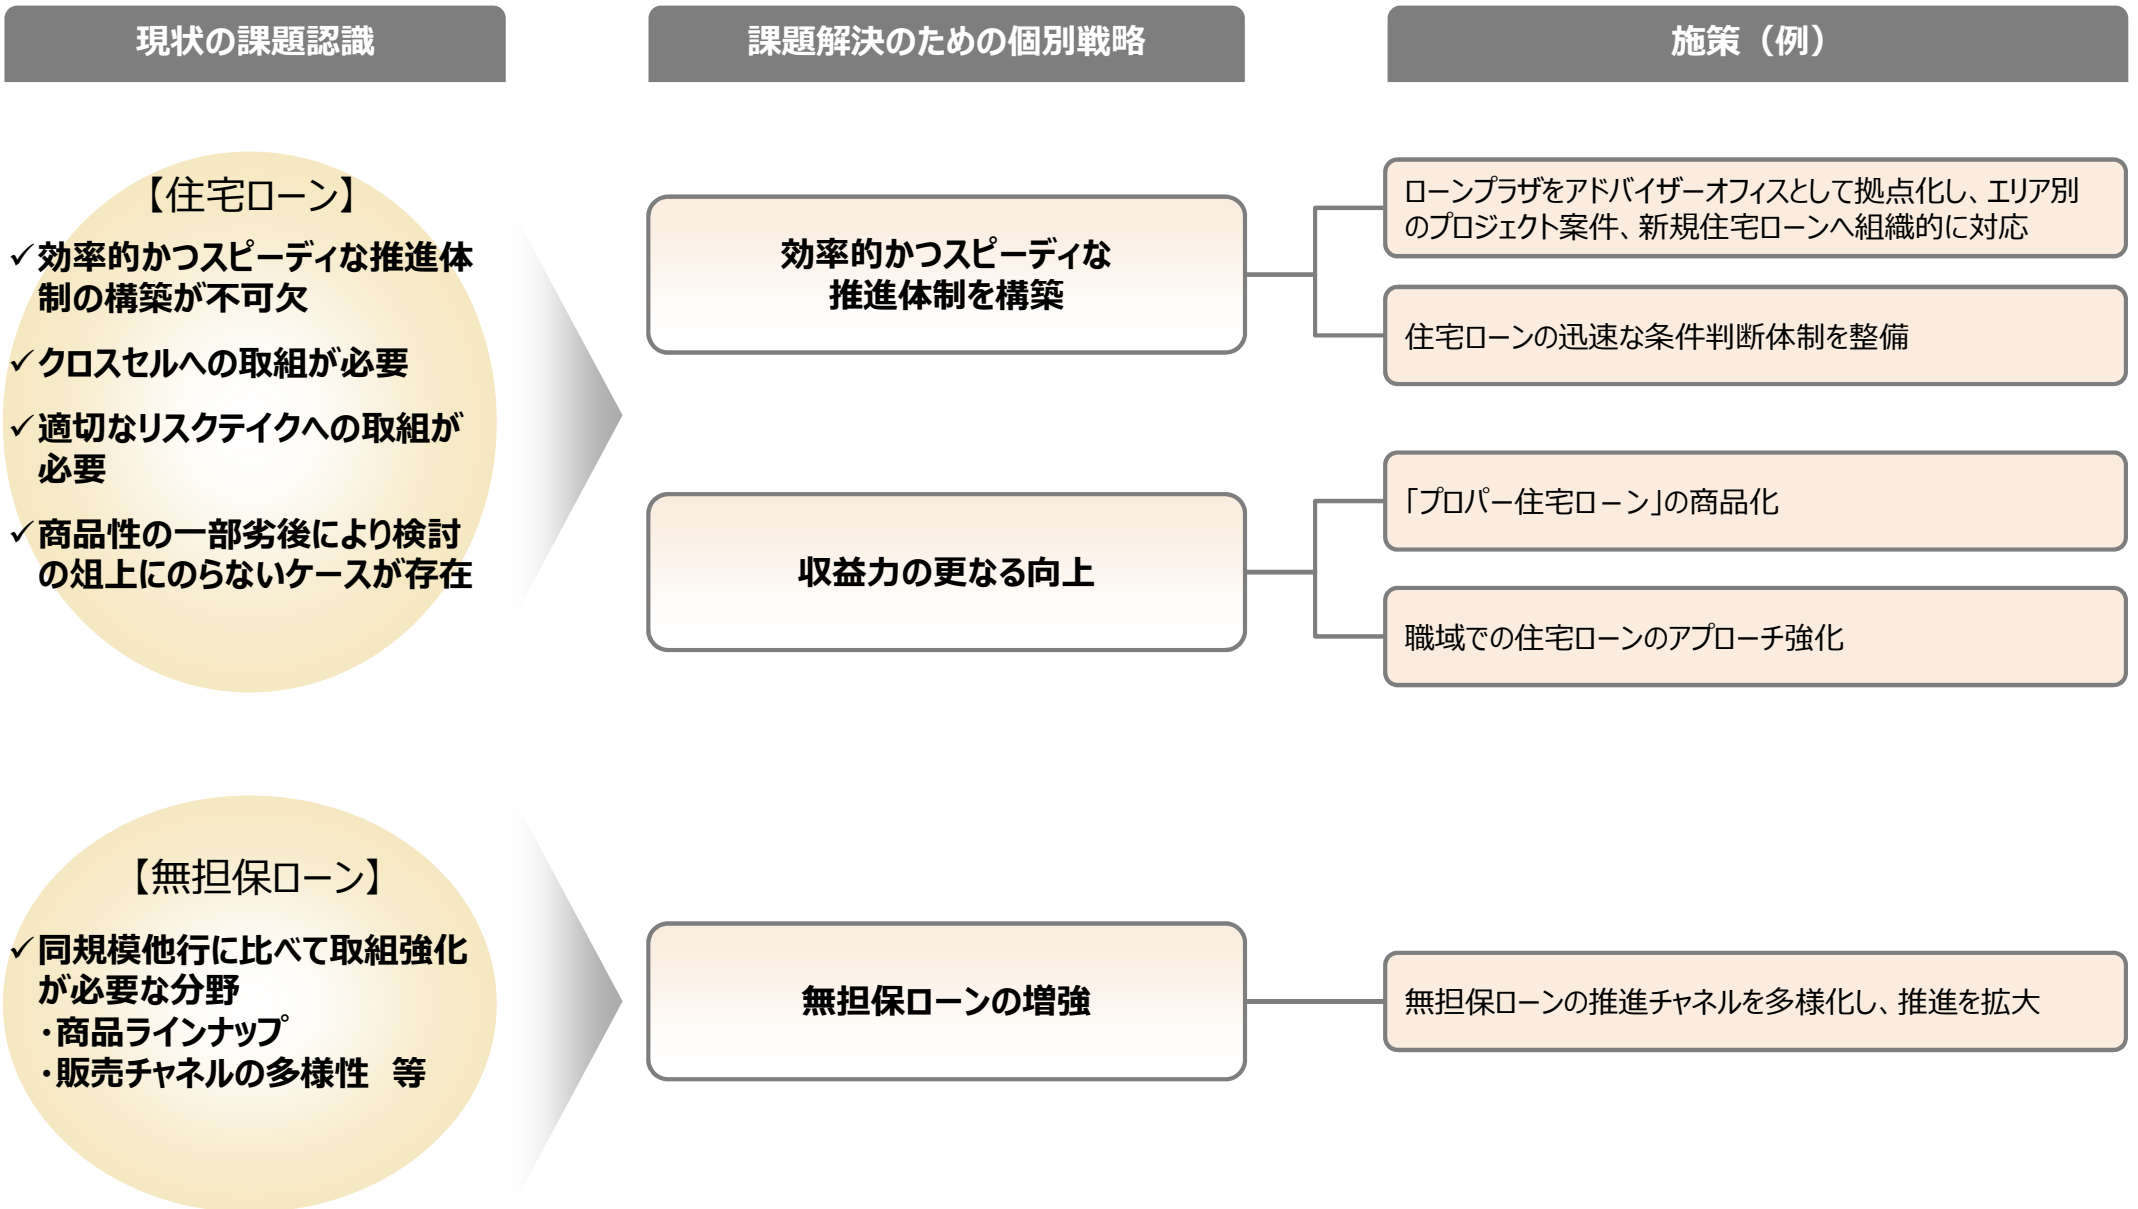 現状の課題認識
課題解決のための個別戦略
施策（例）
【住宅ローン】
✓効率的かつスピーディな推進体
制の構築が不可欠
✓クロスセルへの取組が必要
✓適切なリスクテイクへの取組が
必要
✓商品性の一部劣後により検討
の俎上にのらないケースが存在
効率的かつスピーディな
推進体制を構築
ローンプラザをアドバイザーオフィスとして拠点化し、エリア別
のプロジェクト案件、新規住宅ローンへ組織的に対応
住宅ローンの迅速な条件判断体制を整備
収益力の更なる向上
「プロパー住宅ローン」の商品化
職域での住宅ローンのアプローチ強化
【無担保ローン】
✓同規模他行に比べて取組強化
が必要な分野
・商品ラインナップ
・販売チャネルの多様性　等
無担保ローンの増強
無担保ローンの推進チャネルを多様化し、推進を拡大